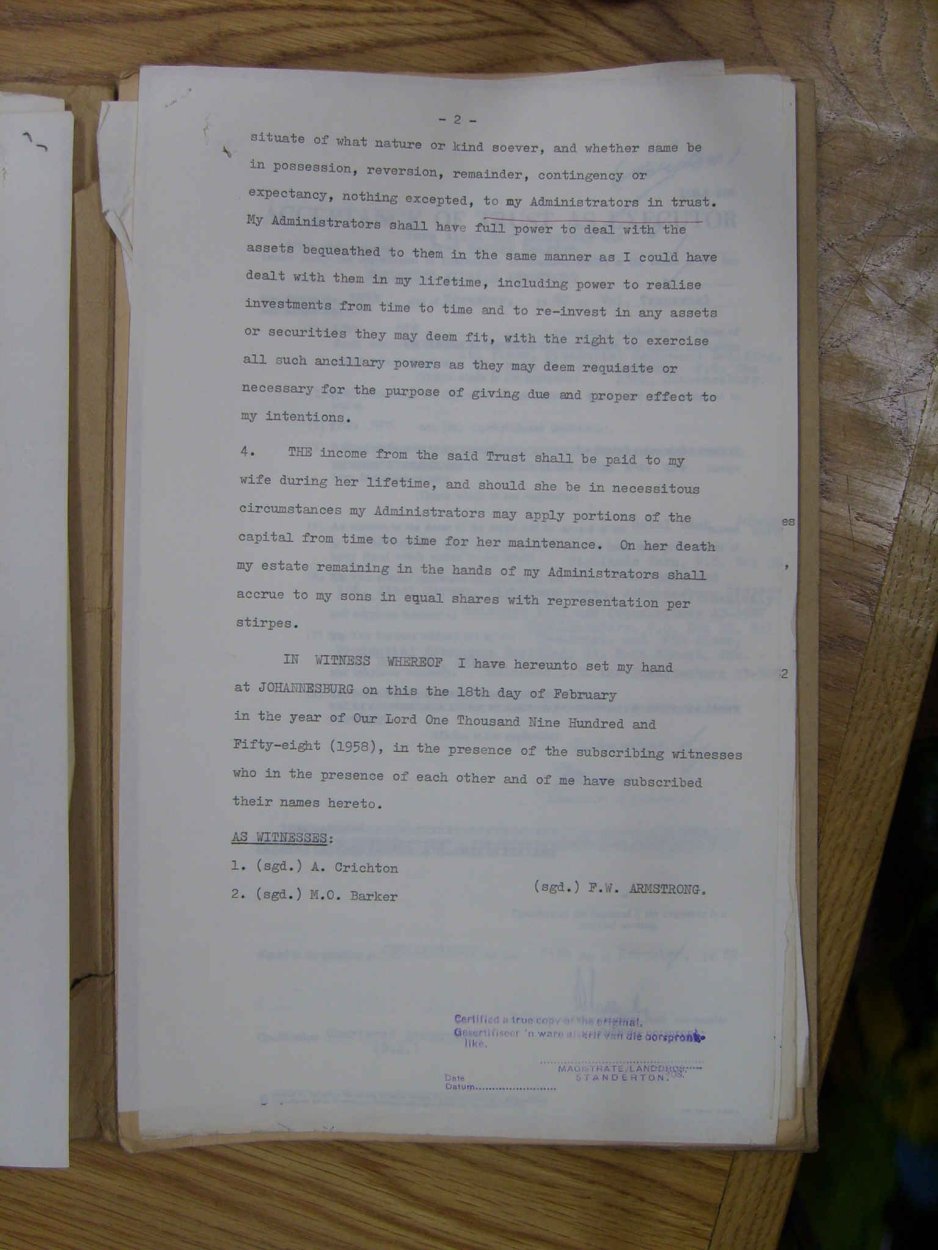 - 2 -
situate of what nature or kind soever, and whether same be
in possession, reversion, remainder, contingency or
expectancy, nothing excepted, to my Administrators in trust.
My Administrators shall have full power to deal with the
assets bequeathed to them in the same manner as I could have
dealt with them in my lifetime, including power to realise
investments from time to time and to re-invest in any assets
or securities they may deem fit, with the right to exercise
all such ancillary powers as they may deem requisite or
necessary for the purpose of giving due and proper effect to
my intentions.
4. THE income from the said Trust shall be paid to my
wife during her lifetime, and should she be in necessitous
circumstances my Administrators may apply portions of the
es
capital from time to time for her maintenance. On her death
my estate remaining in the hands of my Administrators shall
accrue to my sons in equal shares with representation per
stirpes.
IN WITNESS WHEREOF I have hereunto set my hand
2
at JOHANNESBURG on this the 18th day of February
in the year of Our Lord One Thousand Nine Hundred and
Fifty-eight (1958), in the presence of the subscribing witnesses
who in the presence of each other and of me have subscribed
their names hereto.
AS WITNESSES:
1. (sgd.) A. Crichton
2. (sgd.) M.O. Barker
(sgd.) F.W. ARMSTRONG.
Certified a true copy of the original.
Gesertifiseer 'n ware afskrif van die oorspronk-
like.
MAGISTRATE/LANDDROS
STANDERTON.
Date
Datum